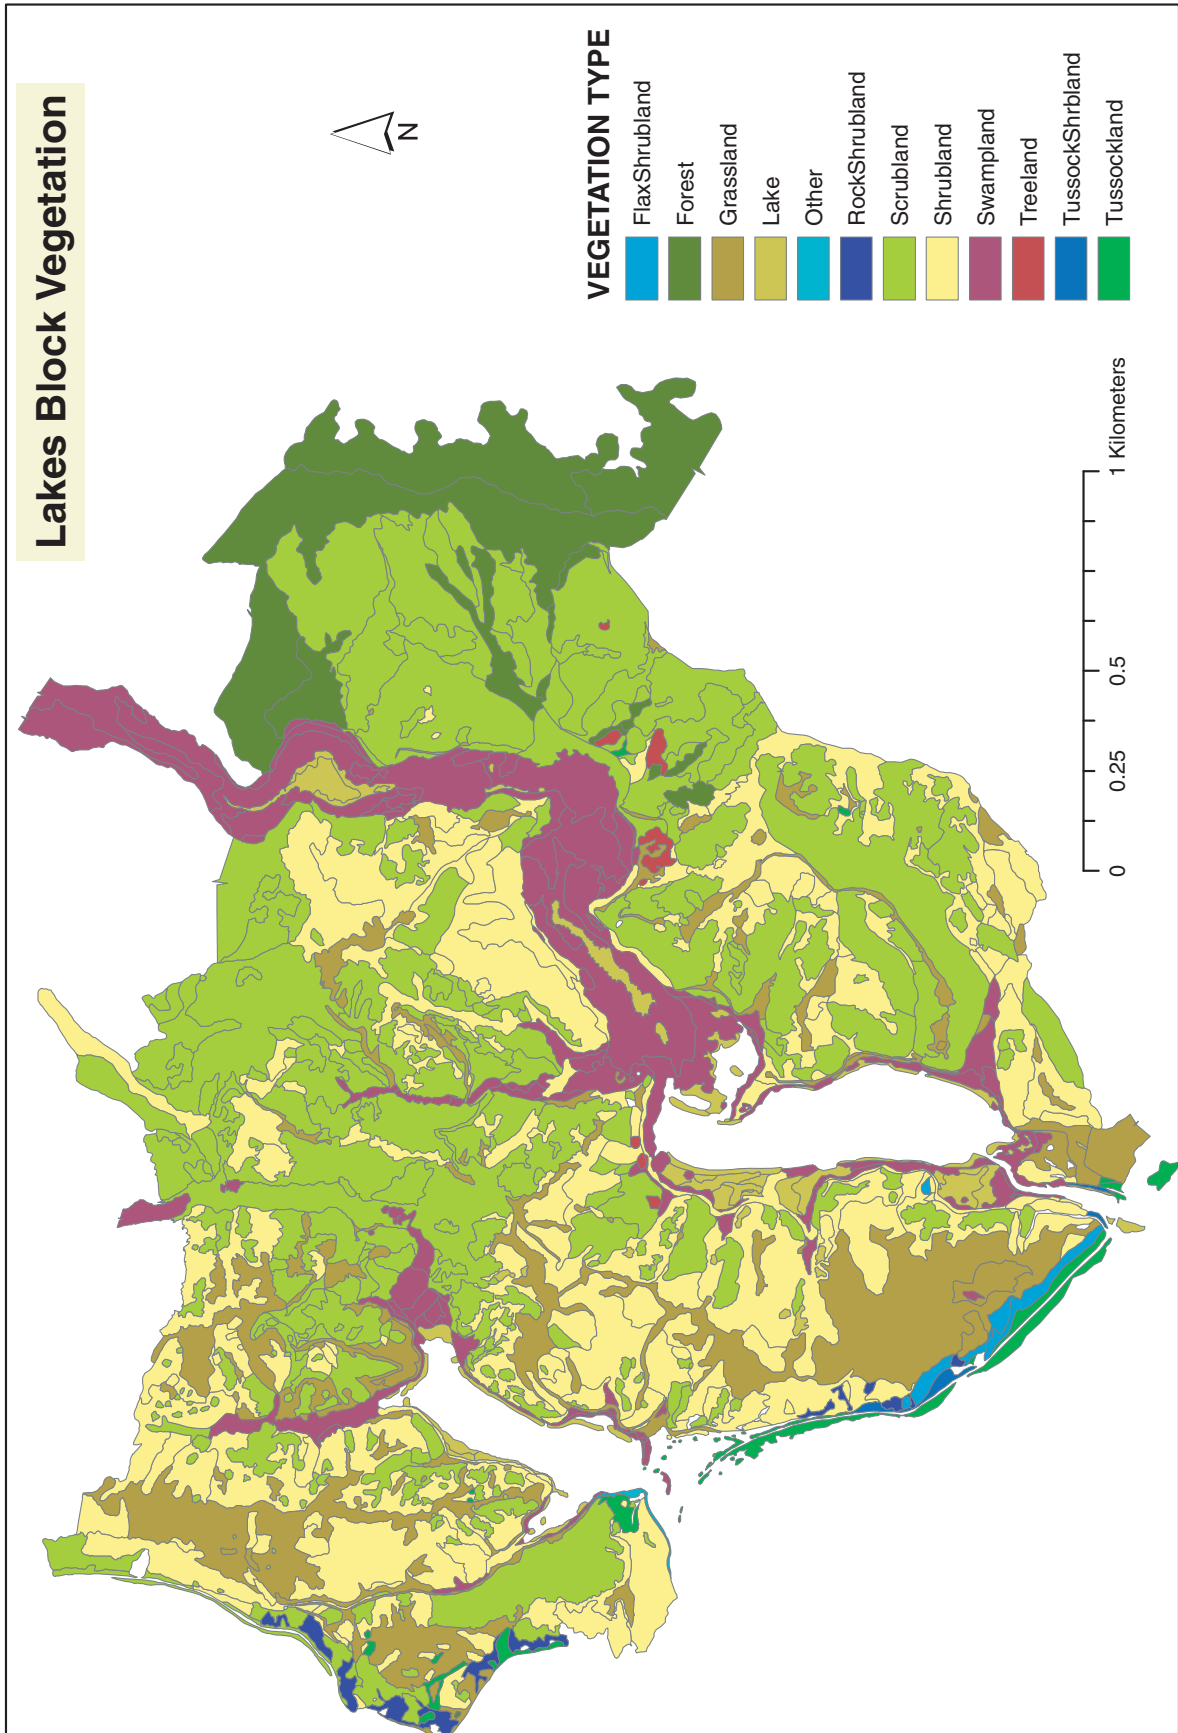 Lakes Block Vegetation
N
VEGETATION TYPE
FlaxShrubland
Forest
Grassland
Lake
Other
RockShrubland
Scrubland
Shrubland
Swampland
Treeland
TussockShrbland
Tussockland
0 0.25 0.5 1 Kilometers